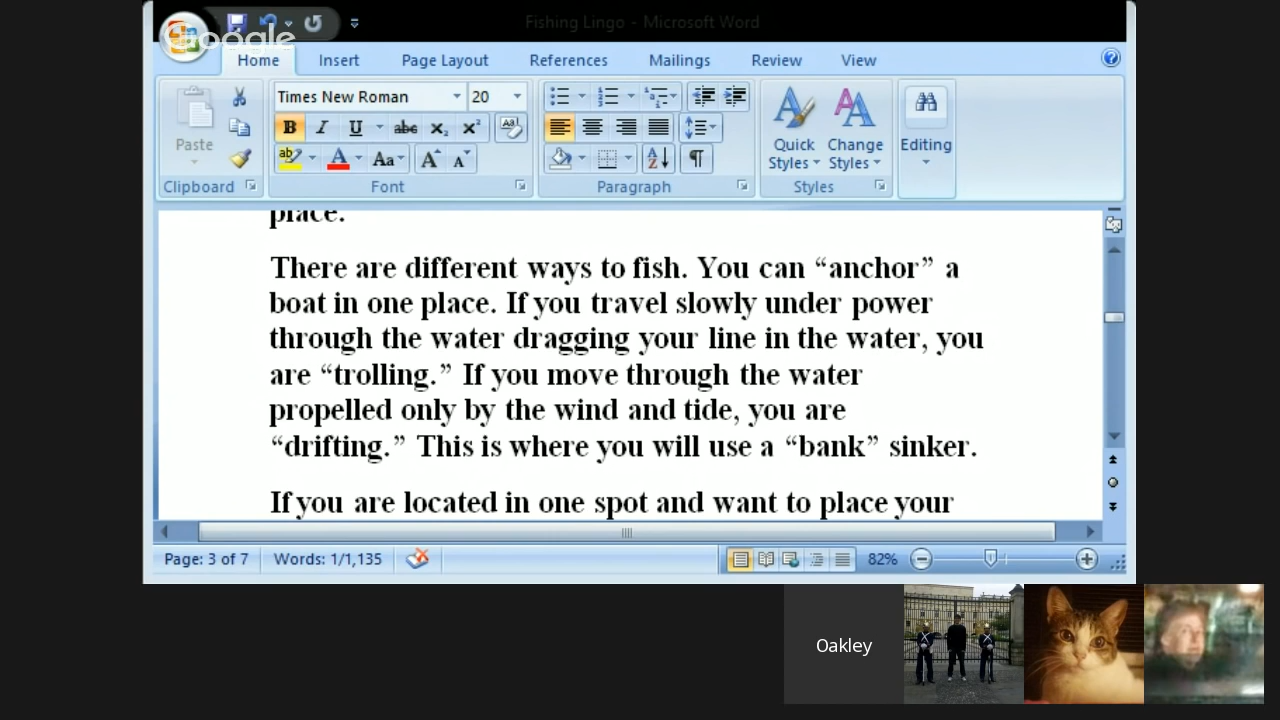 Fishing Lingo - Microsoft Word
Google
Home Insert Page Layout References Mailings Review View
Times New Roman 20
Paste
Quick Styles
Change Styles
Editing
Clipboard Font Paragraph Styles
place.
There are different ways to fish. You can “anchor” a
boat in one place. If you travel slowly under power
through the water dragging your line in the water, you
are “trolling.” If you move through the water
propelled only by the wind and tide, you are
“drifting.” This is where you will use a “bank” sinker.
If you are located in one spot and want to place your
Page: 3 of 7 Words: 1/1,135 82%
Oakley